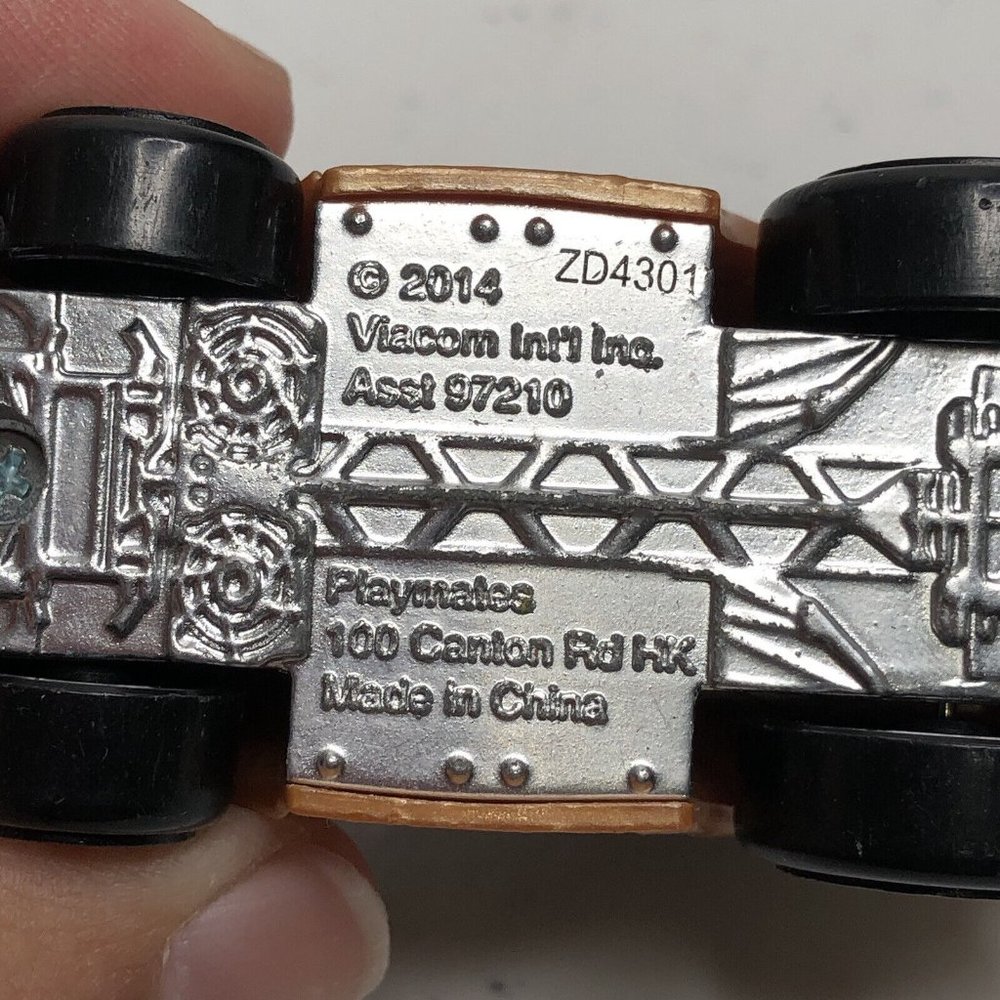 © 2014
ZD4301
Viacom Int'l Inc.
Asst 97210
Playmates
100 Canton Rd HK
Made in China